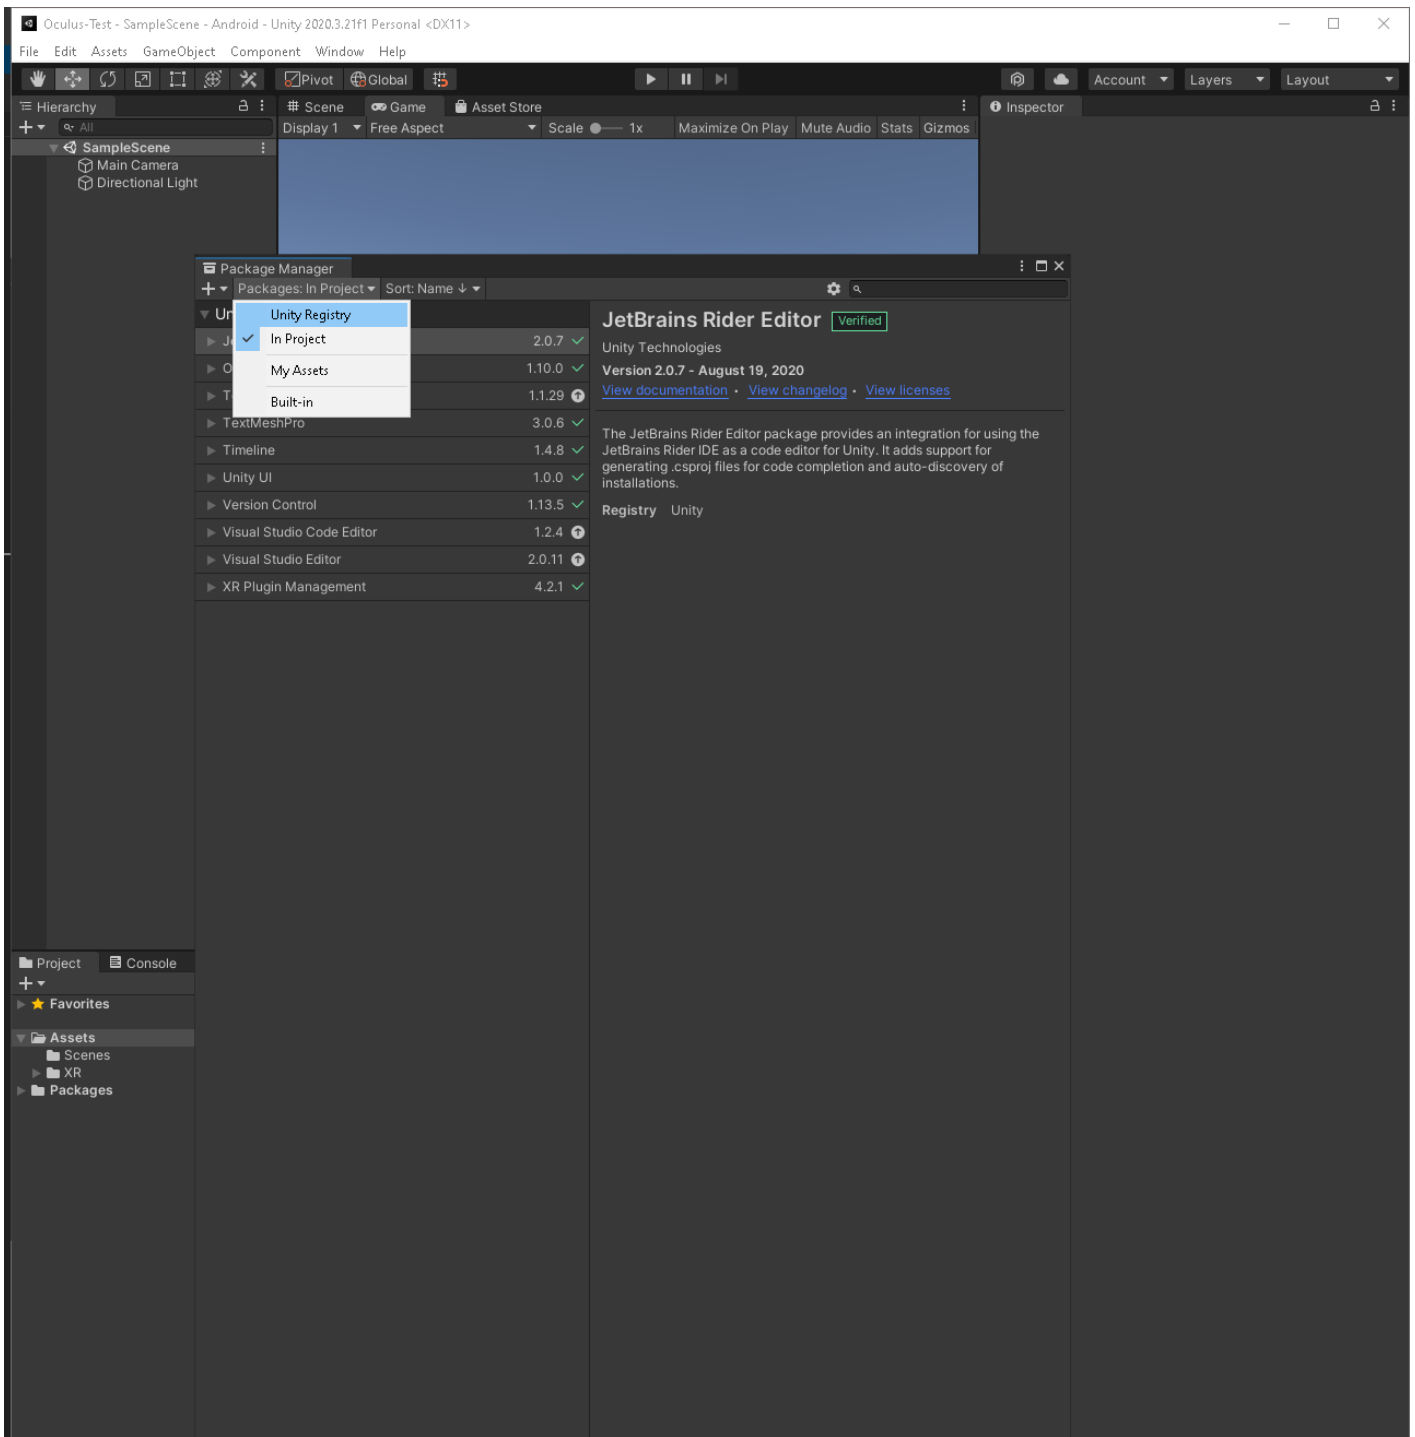 Oculus-Test - SampleScene - Android - Unity 2020.3.21f1 Personal <DX11>
File Edit Assets GameObject Component Window Help
Pivot Global Account Layers Layout
Hierarchy
Scene Game Asset Store
Inspector
All
Display 1 Free Aspect Scale 1x Maximize On Play Mute Audio Stats Gizmos
SampleScene
Main Camera
Directional Light
Package Manager
Packages: In Project Sort: Name ↓
Un
Unity Registry
In Project
My Assets
Built-in
2.0.7
1.10.0
1.1.29
TextMeshPro 3.0.6
Timeline 1.4.8
Unity UI 1.0.0
Version Control 1.13.5
Visual Studio Code Editor 1.2.4
Visual Studio Editor 2.0.11
XR Plugin Management 4.2.1
JetBrains Rider Editor Verified
Unity Technologies
Version 2.0.7 - August 19, 2020
View documentation • View changelog • View licenses
The JetBrains Rider Editor package provides an integration for using the
JetBrains Rider IDE as a code editor for Unity. It adds support for
generating .csproj files for code completion and auto-discovery of
installations.
Registry Unity
Project Console
Favorites
Assets
Scenes
XR
Packages